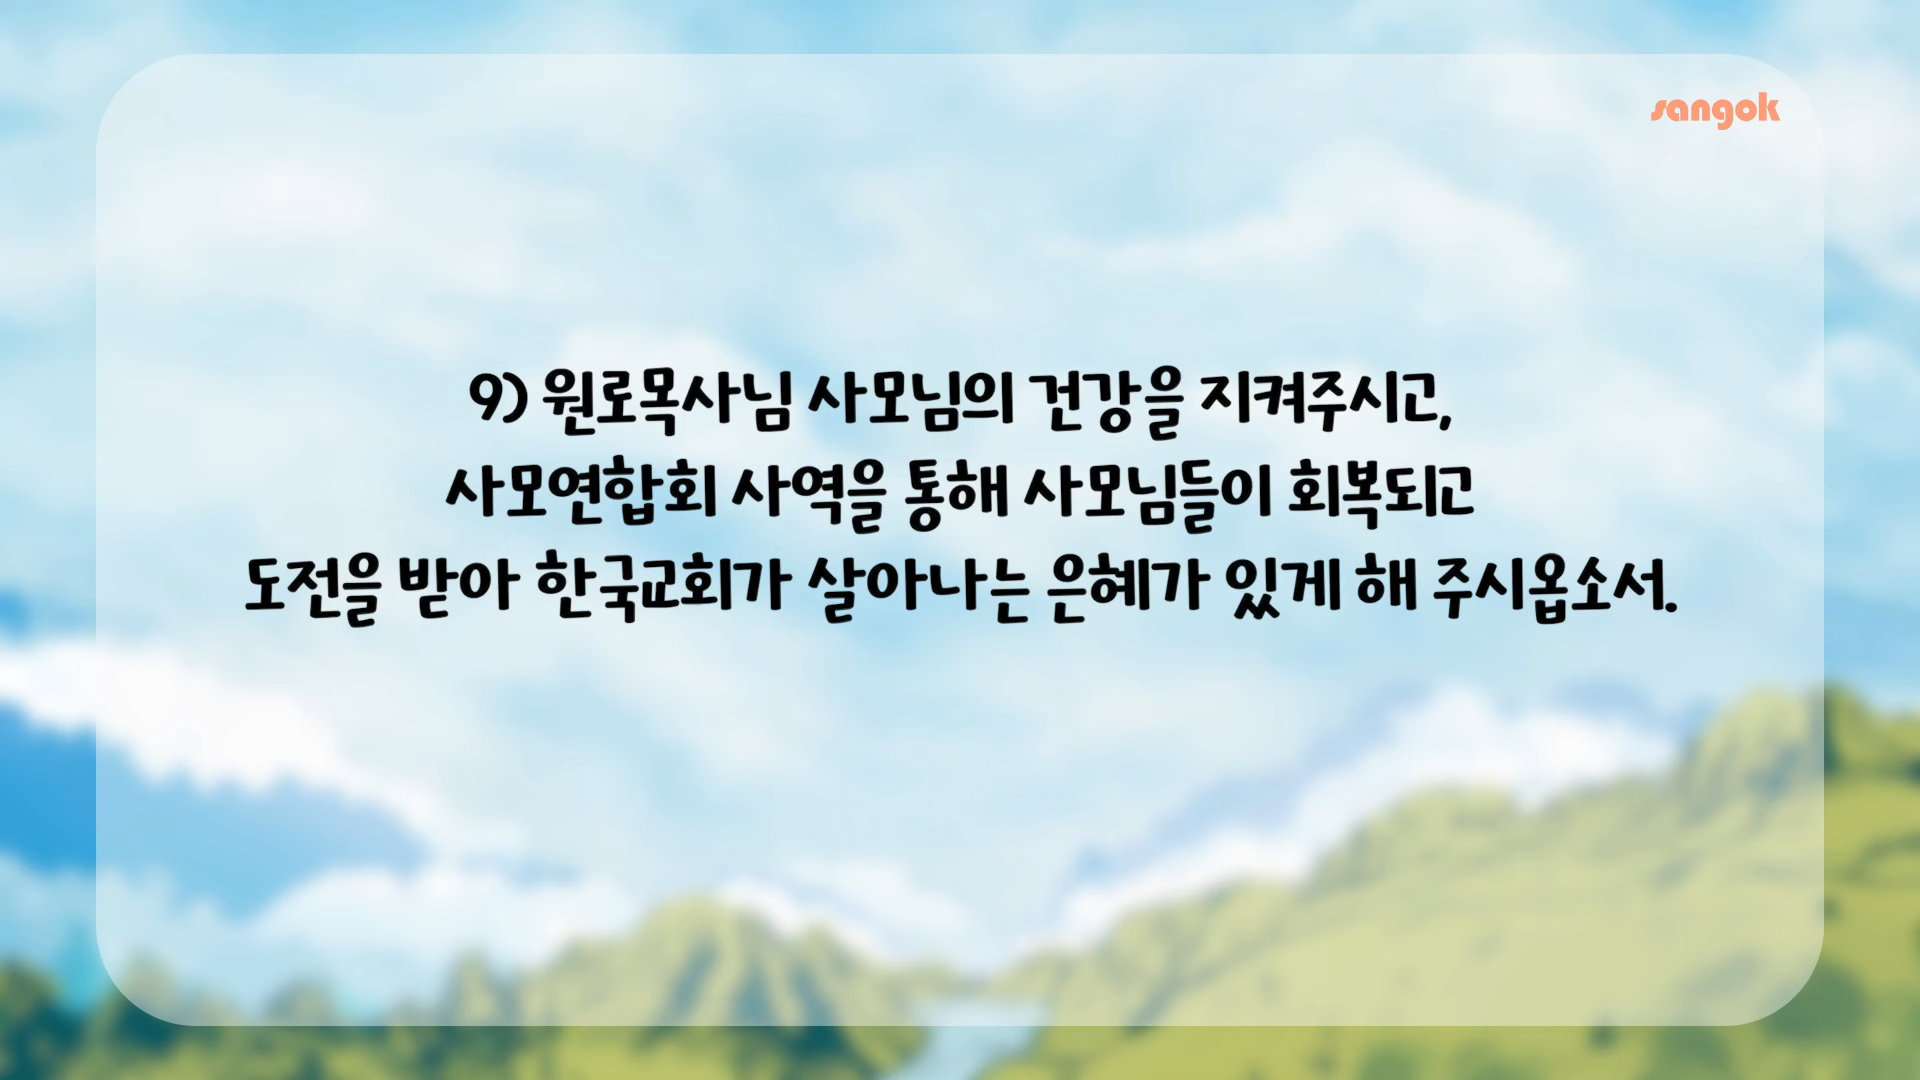 sangok
9) 원로목사님 사모님의 건강을 지켜주시고,
사모연합회 사역을 통해 사모님들이 회복되고
도전을 받아 한국교회가 살아나는 은혜가 있게 해 주시옵소서.